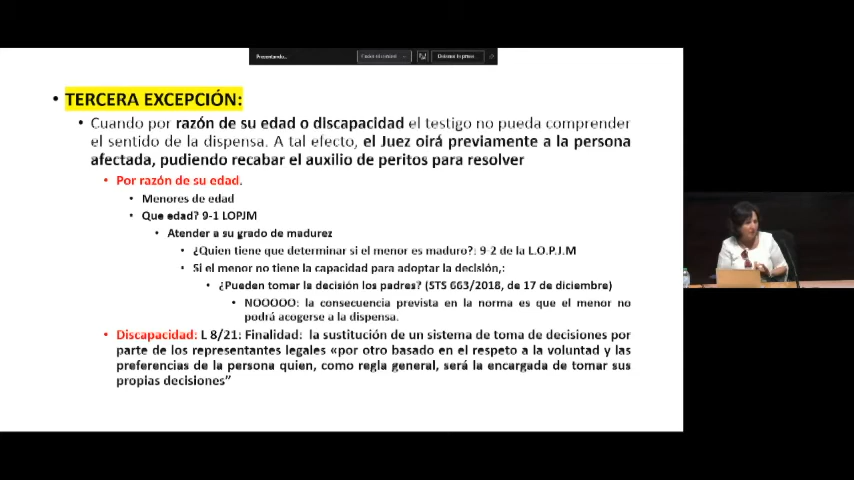 Presentando...
• TERCERA EXCEPCIÓN:
• Cuando por razón de su edad o discapacidad el testigo no pueda comprender
el sentido de la dispensa. A tal efecto, el Juez oirá previamente a la persona
afectada, pudiendo recabar el auxilio de peritos para resolver
• Por razón de su edad.
• Menores de edad
• Que edad? 9-1 LOPJM
• Atender a su grado de madurez
• ¿Quien tiene que determinar si el menor es maduro?: 9-2 de la L.O.P.J.M
• Si el menor no tiene la capacidad para adoptar la decisión,:
• ¿Pueden tomar la decisión los padres? (STS 663/2018, de 17 de diciembre)
• NOOOOO: la consecuencia prevista en la norma es que el menor no
podrá acogerse a la dispensa.
• Discapacidad: L 8/21: Finalidad: la sustitución de un sistema de toma de decisiones por
parte de los representantes legales «por otro basado en el respeto a la voluntad y las
preferencias de la persona quien, como regla general, será la encargada de tomar sus
propias decisiones”